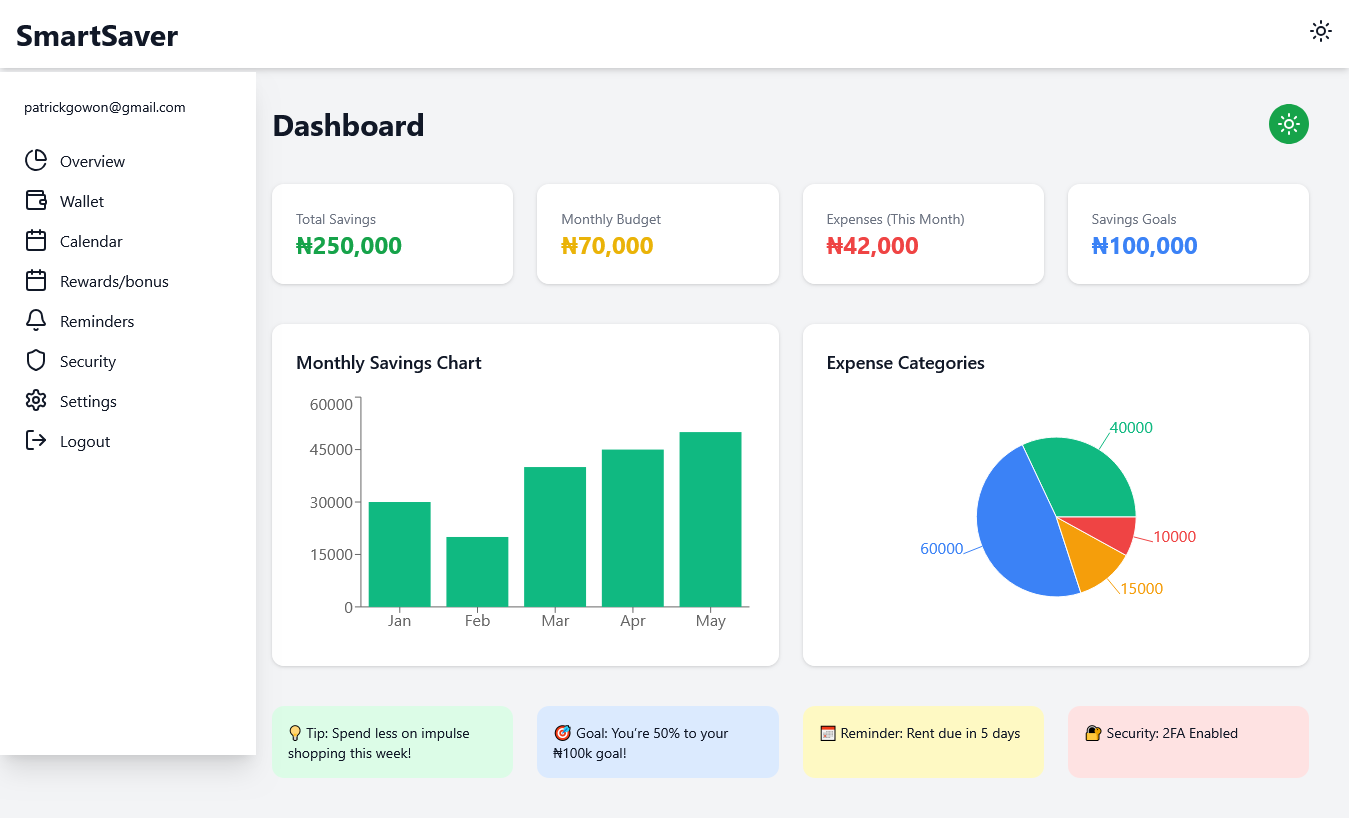 SmartSaver
patrickgowon@gmail.com
Overview
Wallet
Calendar
Rewards/bonus
Reminders
Security
Settings
Logout
Dashboard
Total Savings
₦250,000
Monthly Budget
₦70,000
Expenses (This Month)
₦42,000
Savings Goals
₦100,000
Monthly Savings Chart
60000
45000
30000
15000
0
Jan Feb Mar Apr May
Expense Categories
40000
10000
60000
15000
💡 Tip: Spend less on impulse
shopping this week!
🎯 Goal: You’re 50% to your
₦100k goal!
📅 Reminder: Rent due in 5 days
🔐 Security: 2FA Enabled